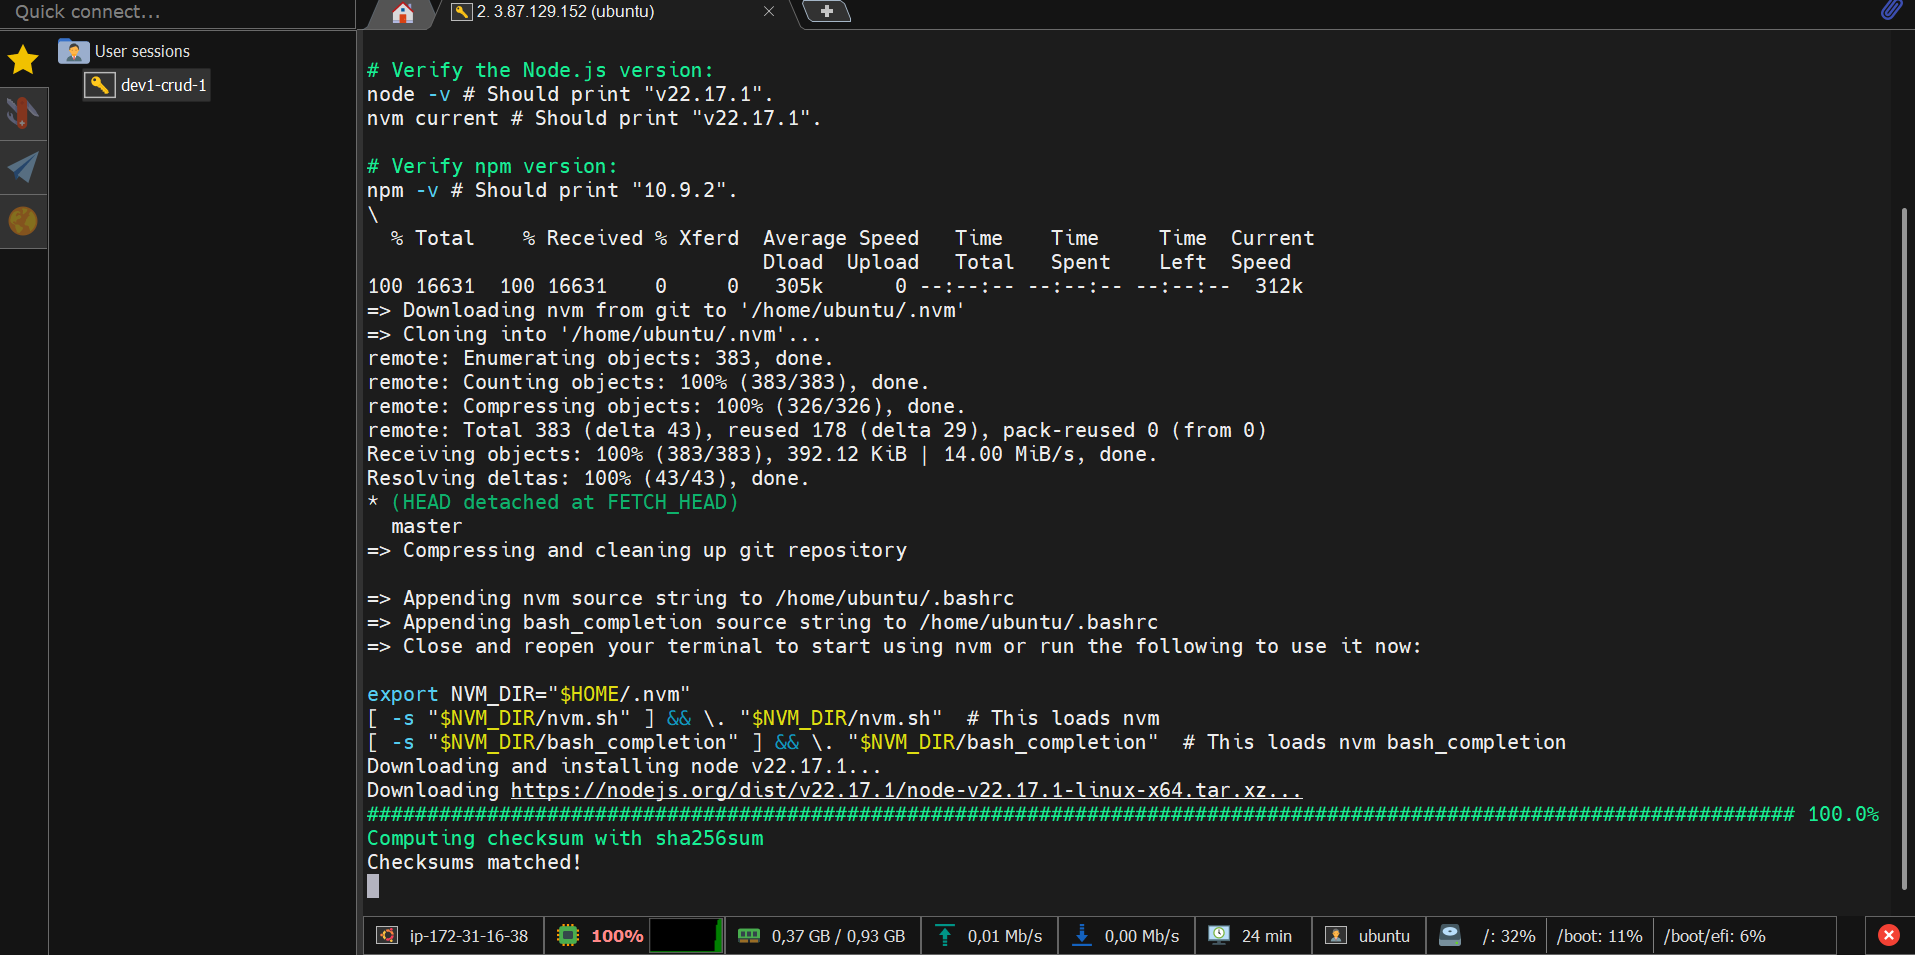 Quick connect...
2. 3.87.129.152 (ubuntu)
User sessions
dev1-crud-1
# Verify the Node.js version:
node -v # Should print "v22.17.1".
nvm current # Should print "v22.17.1".
# Verify npm version:
npm -v # Should print "10.9.2".
\
% Total % Received % Xferd Average Speed Time Time Time Current
Dload Upload Total Spent Left Speed
100 16631 100 16631 0 0 305k 0 --:--:-- --:--:-- --:--:-- 312k
=> Downloading nvm from git to '/home/ubuntu/.nvm'
=> Cloning into '/home/ubuntu/.nvm'...
remote: Enumerating objects: 383, done.
remote: Counting objects: 100% (383/383), done.
remote: Compressing objects: 100% (326/326), done.
remote: Total 383 (delta 43), reused 178 (delta 29), pack-reused 0 (from 0)
Receiving objects: 100% (383/383), 392.12 KiB | 14.00 MiB/s, done.
Resolving deltas: 100% (43/43), done.
* (HEAD detached at FETCH_HEAD)
master
=> Compressing and cleaning up git repository
=> Appending nvm source string to /home/ubuntu/.bashrc
=> Appending bash_completion source string to /home/ubuntu/.bashrc
=> Close and reopen your terminal to start using nvm or run the following to use it now:
export NVM_DIR="$HOME/.nvm"
[ -s "$NVM_DIR/nvm.sh" ] && \. "$NVM_DIR/nvm.sh" # This loads nvm
[ -s "$NVM_DIR/bash_completion" ] && \. "$NVM_DIR/bash_completion" # This loads nvm bash_completion
Downloading and installing node v22.17.1...
Downloading https://nodejs.org/dist/v22.17.1/node-v22.17.1-linux-x64.tar.xz...
####################################################################################################################### 100.0%
Computing checksum with sha256sum
Checksums matched!
ip-172-31-16-38 100% 0,37 GB / 0,93 GB 0,01 Mb/s 0,00 Mb/s 24 min ubuntu /: 32% /boot: 11% /boot/efi: 6%